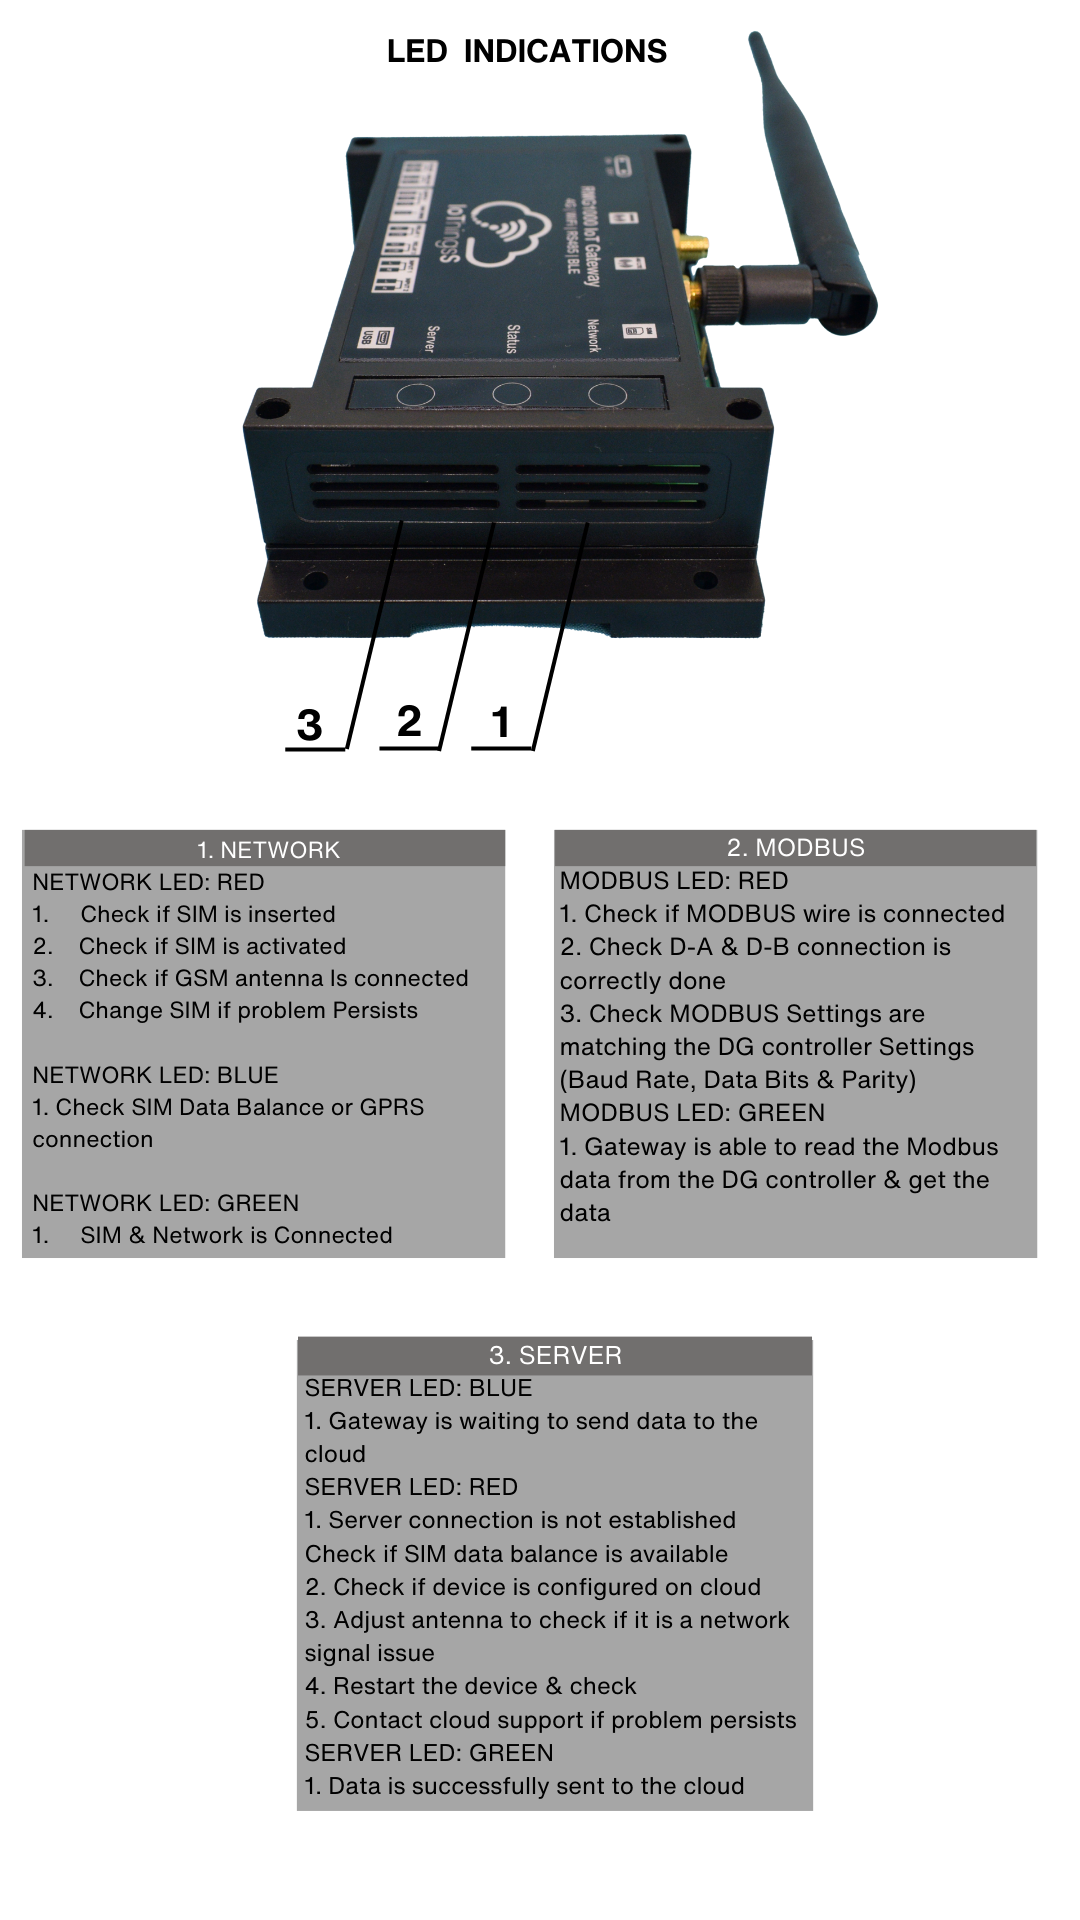 LED INDICATIONS
RMG1000 IoT Gateway
4G | WiFi | RS485 | BLE
IoThingsS
USB
Server
Status
Network
3
2
1
1. NETWORK
NETWORK LED: RED
1. Check if SIM is inserted
2. Check if SIM is activated
3. Check if GSM antenna Is connected
4. Change SIM if problem Persists
NETWORK LED: BLUE
1. Check SIM Data Balance or GPRS
connection
NETWORK LED: GREEN
1. SIM & Network is Connected
2. MODBUS
MODBUS LED: RED
1. Check if MODBUS wire is connected
2. Check D-A & D-B connection is
correctly done
3. Check MODBUS Settings are
matching the DG controller Settings
(Baud Rate, Data Bits & Parity)
MODBUS LED: GREEN
1. Gateway is able to read the Modbus
data from the DG controller & get the
data
3. SERVER
SERVER LED: BLUE
1. Gateway is waiting to send data to the
cloud
SERVER LED: RED
1. Server connection is not established
Check if SIM data balance is available
2. Check if device is configured on cloud
3. Adjust antenna to check if it is a network
signal issue
4. Restart the device & check
5. Contact cloud support if problem persists
SERVER LED: GREEN
1. Data is successfully sent to the cloud